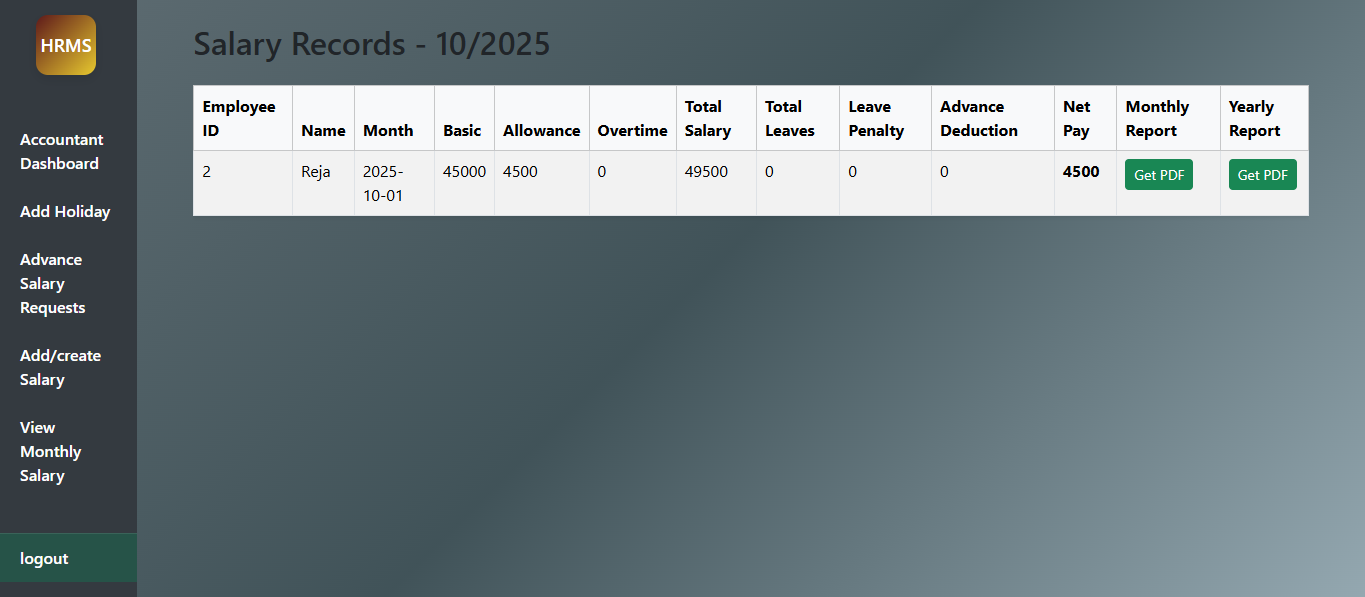 HRMS
Accountant
Dashboard
Add Holiday
Advance
Salary
Requests
Add/create
Salary
View
Monthly
Salary
logout
Salary Records - 10/2025
Employee ID Name Month Basic Allowance Overtime Total Salary Total Leaves Leave Penalty Advance Deduction Net Pay Monthly Report Yearly Report
2 Reja 2025-10-01 45000 4500 0 49500 0 0 0 4500 Get PDF Get PDF